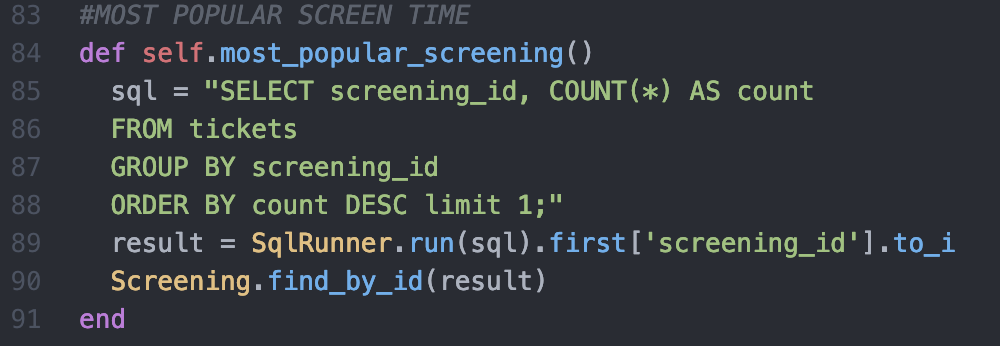 83 #MOST POPULAR SCREEN TIME
84 def self.most_popular_screening()
85 sql = "SELECT screening_id, COUNT(*) AS count
86 FROM tickets
87 GROUP BY screening_id
88 ORDER BY count DESC limit 1;"
89 result = SqlRunner.run(sql).first['screening_id'].to_i
90 Screening.find_by_id(result)
91 end